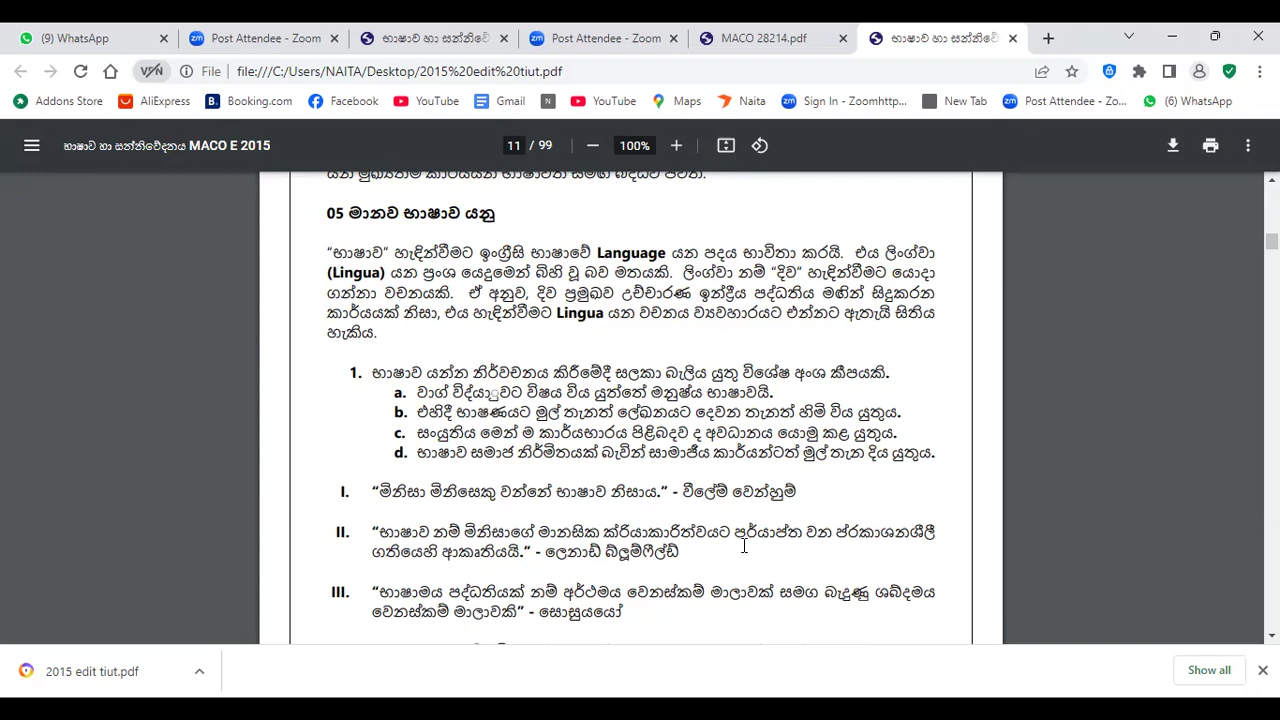 (9) WhatsApp
Post Attendee - Zoom
භාෂාව හා සන්නිවේ
Post Attendee - Zoom
MACO 28214.pdf
භාෂාව හා සන්නිවේ
VPN
File
file:///C:/Users/NAITA/Desktop/2015%20edit%20tiut.pdf
Addons Store
AliExpress
Booking.com
Facebook
YouTube
Gmail
YouTube
Maps
Naita
Sign In - Zoomhttp...
New Tab
Post Attendee - Zo...
(6) WhatsApp
භාෂාව හා සන්නිවේදනය MACO E 2015
11 / 99
100%
05 මානව භාෂාව යනු
“භාෂාව” හැඳින්වීමට ඉංග්‍රීසි භාෂාවේ Language යන පදය භාවිතා කරයි. එය ලිංග්වා
(Lingua) යන ප්‍රංශ යෙදුමෙන් බිහි වූ බව මතයකි. ලිංග්වා නම් “දිව” හැඳින්වීමට යොදා
ගන්නා වචනයකි. ඒ අනුව, දිව ප්‍රමුඛව උච්චාරණ ඉන්ද්‍රීය පද්ධතිය මඟින් සිදුකරන
කාර්යයක් නිසා, එය හැඳින්වීමට Lingua යන වචනය ව්‍යවහාරයට එන්නට ඇතැයි සිතිය
හැකිය.
1. භාෂාව යන්න නිර්වචනය කිරීමේදී සලකා බැලිය යුතු විශේෂ අංශ කීපයකි.
a. වාග් විද්‍යාුවට විෂය විය යුත්තේ මනුෂ්‍ය භාෂාවයි.
b. එහිදී භාෂණයට මුල් තැනත් ලේඛනයට දෙවන තැනත් හිමි විය යුතුය.
c. සංයුතිය මෙන් ම කාර්යභාරය පිළිබදව ද අවධානය යොමු කළ යුතුය.
d. භාෂාව සමාජ නිර්මිතයක් බැවින් සාමාජීය කාර්යන්ටත් මුල් තැන දිය යුතුය.
I. “මිනිසා මිනිසෙකු වන්නේ භාෂාව නිසාය.” - විලේම් වෙන්හුම්
II. “භාෂාව නම් මිනිසාගේ මානසික ක්රියාකාරිත්වයට පර්යාප්ත වන ප්රකාශනශීලී
ගතියෙහි ආකෘතියයි.” - ලෙනාඩ් බ්ලූම්ෆීල්ඩ්
III. “භාෂාමය පද්ධතියක් නම් අර්ථමය වෙනස්කම් මාලාවක් සමග බැදුණු ශබ්දමය
වෙනස්කම් මාලාවකි” - සොසුයයෝ
2015 edit tiut.pdf
Show all